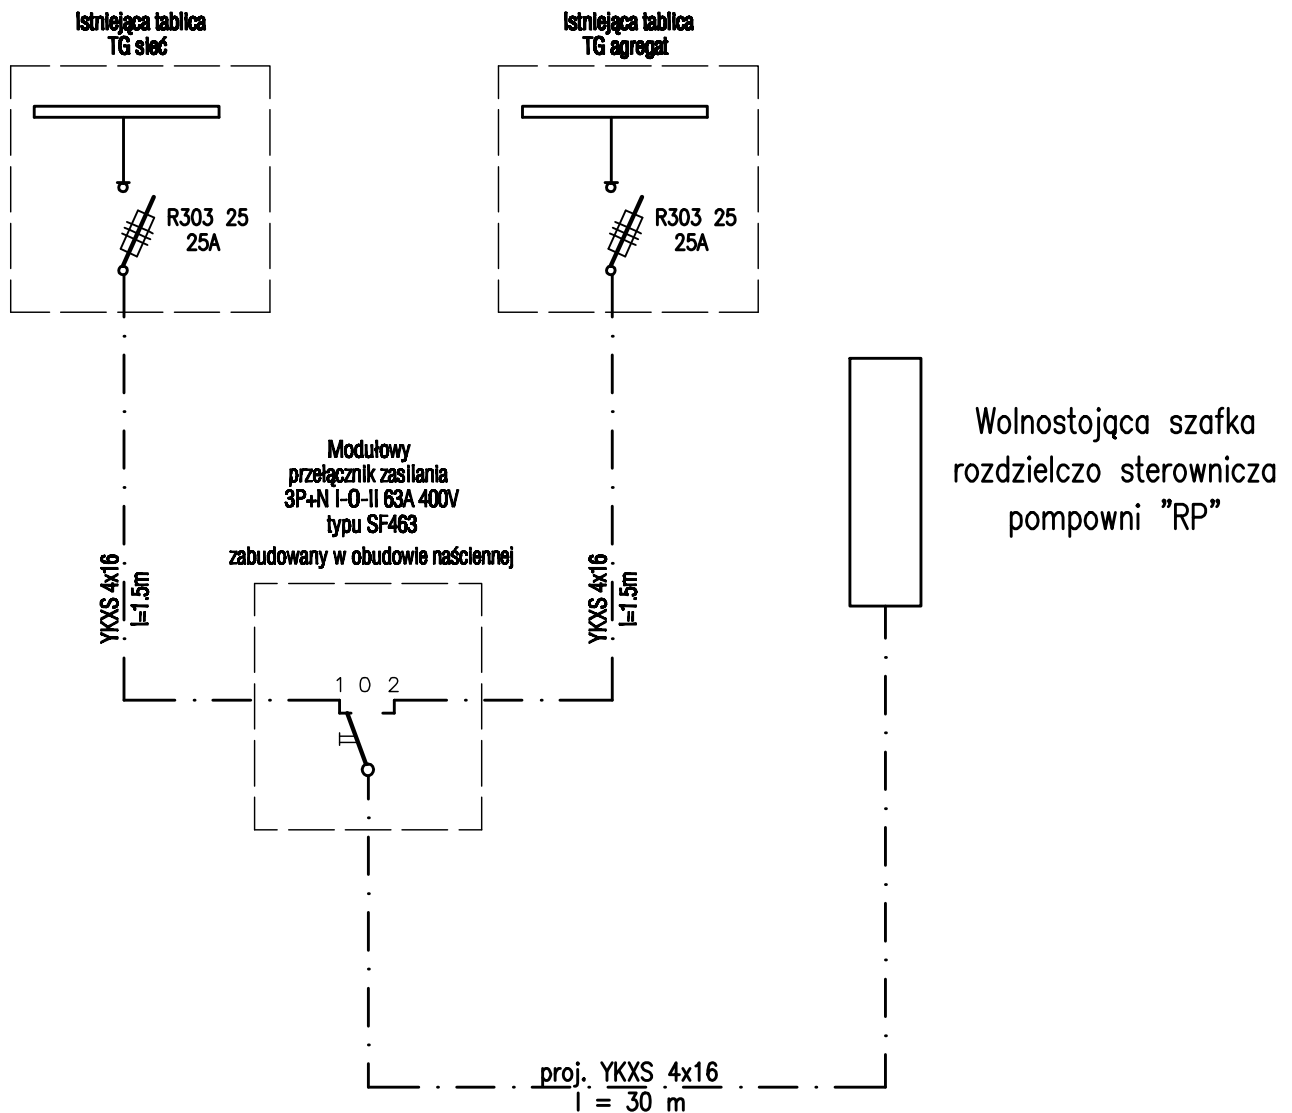 Istniejąca tablica
TG sieć
Istniejąca tablica
TG agregat
R303 25
25A
R303 25
25A
Wolnostojąca szafka
rozdzielczo sterownicza
pompowni "RP"
Modułowy
przełącznik zasilania
3P+N I-O-II 63A 400V
typu SF463
zabudowany w obudowie naściennej
YKXS 4x16
l=1.5m
YKXS 4x16
l=1.5m
1 0 2
proj. YKXS 4x16
l = 30 m